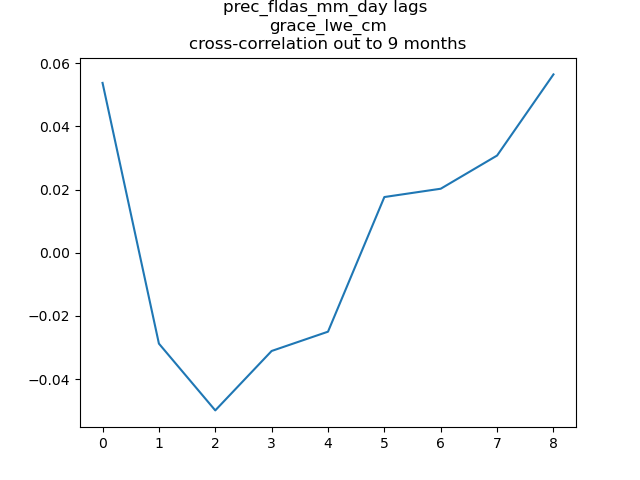 prec_fldas_mm_day lags
grace_lwe_cm
cross-correlation out to 9 months
0.06
0.04
0.02
0.00
−0.02
−0.04
0 1 2 3 4 5 6 7 8